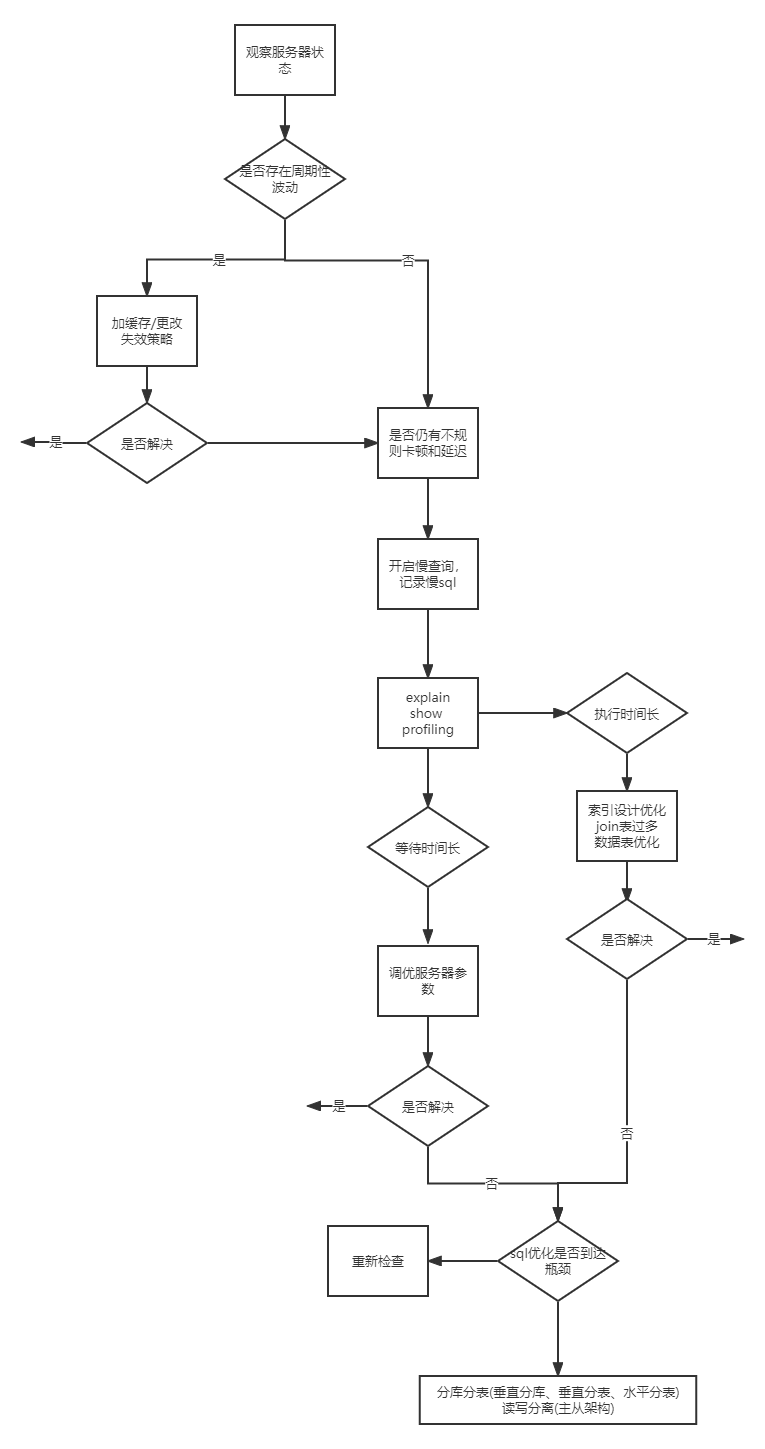 观察服务器状
态
是否存在周期性
波动
是
否
加缓存/更改
失效策略
是
是否解决
是否仍有不规
则卡顿和延迟
开启慢查询，
记录慢sql
explain
show
profiling
执行时间长
索引设计优化
join表过多
数据表优化
等待时间长
是否解决
是
调优服务器参
数
是
是否解决
否
否
sql优化是否到达
瓶颈
重新检查
分库分表(垂直分库、垂直分表、水平分表)
读写分离(主从架构)